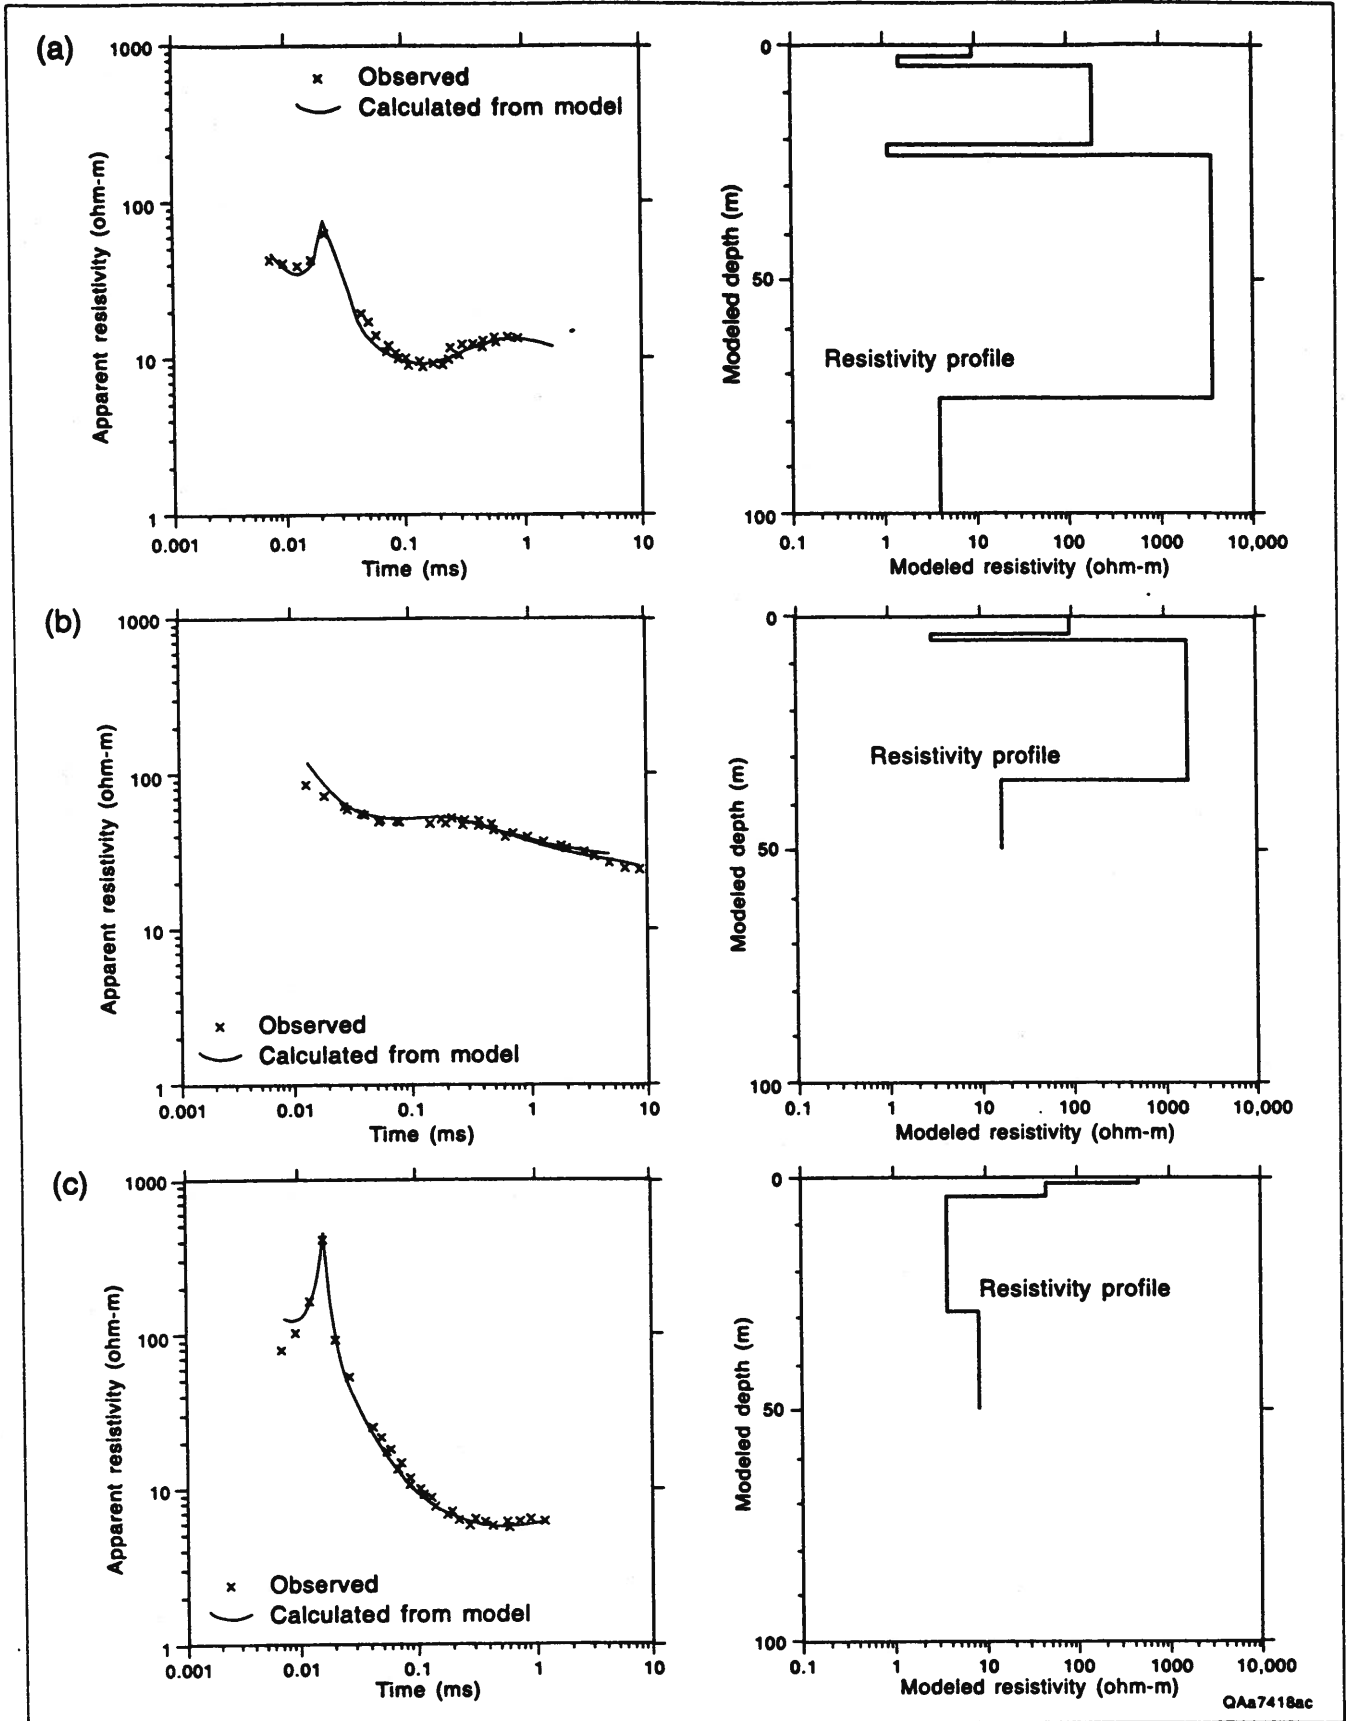 (a)
1000
100
10
1
Apparent resistivity (ohm-m)
× Observed
Calculated from model
0.001 0.01 0.1 1 10
Time (ms)
0
50
100
Modeled depth (m)
Resistivity profile
0.1 1 10 100 1000 10,000
Modeled resistivity (ohm-m)
(b)
1000
100
10
1
Apparent resistivity (ohm-m)
× Observed
Calculated from model
0.001 0.01 0.1 1 10
Time (ms)
0
50
100
Modeled depth (m)
Resistivity profile
0.1 1 10 100 1000 10,000
Modeled resistivity (ohm-m)
(c)
1000
100
10
1
Apparent resistivity (ohm-m)
× Observed
Calculated from model
0.001 0.01 0.1 1 10
Time (ms)
0
50
100
Modeled depth (m)
Resistivity profile
0.1 1 10 100 1000 10,000
Modeled resistivity (ohm-m)
QAa7418ac